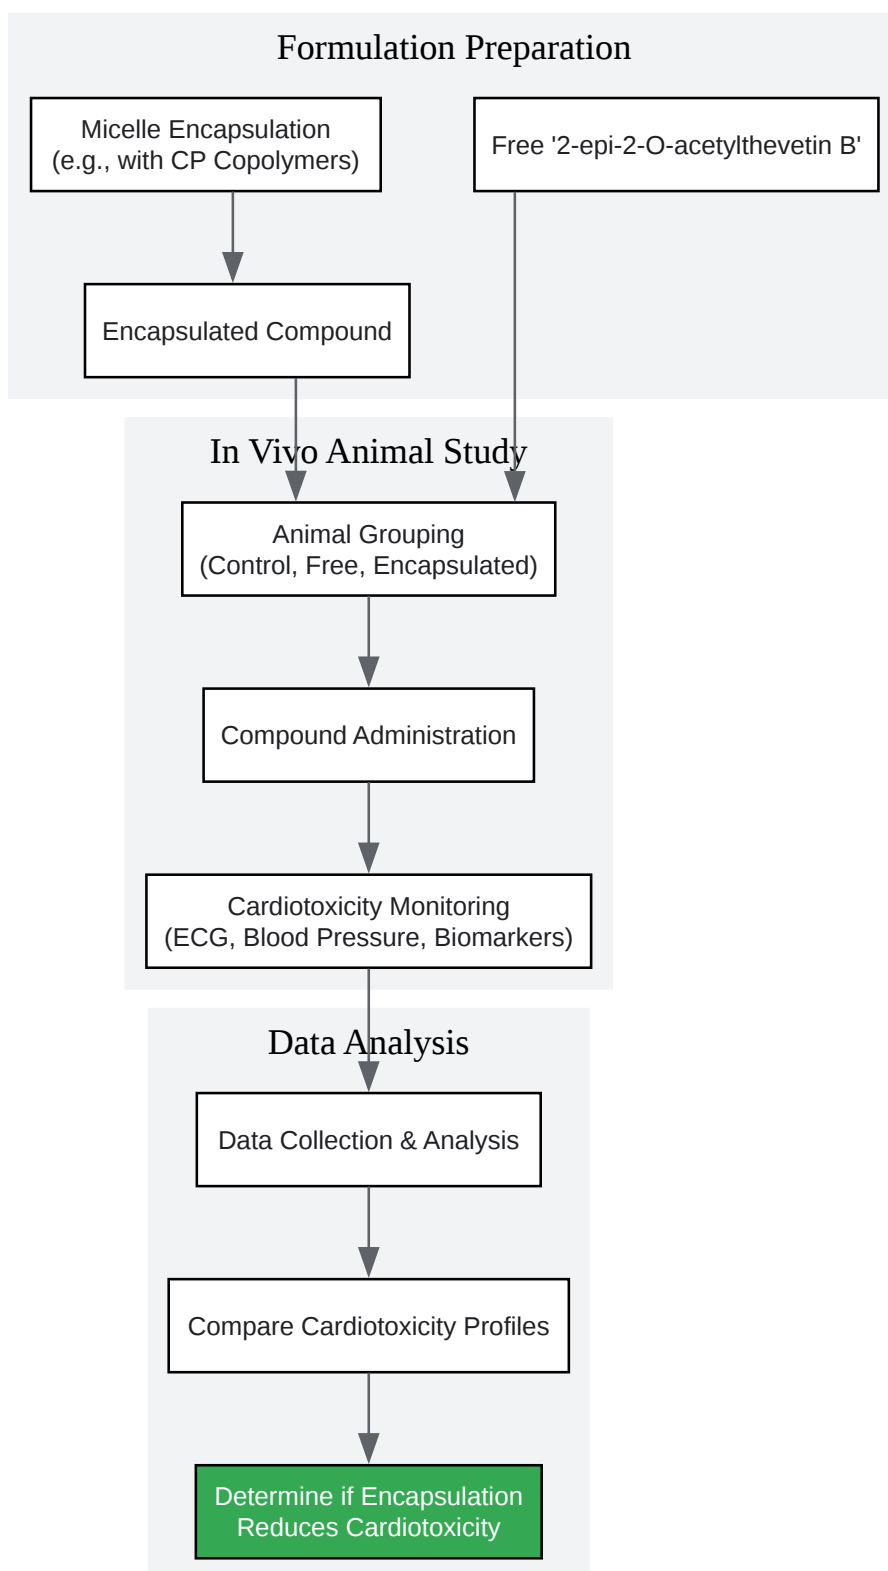 Formulation Preparation
Micelle Encapsulation
(e.g., with CP Copolymers)
Free '2-epi-2-O-acetylthevetin B'
Encapsulated Compound
In Vivo Animal Study
Animal Grouping
(Control, Free, Encapsulated)
Compound Administration
Cardiotoxicity Monitoring
(ECG, Blood Pressure, Biomarkers)
Data Analysis
Data Collection & Analysis
Compare Cardiotoxicity Profiles
Determine if Encapsulation
Reduces Cardiotoxicity